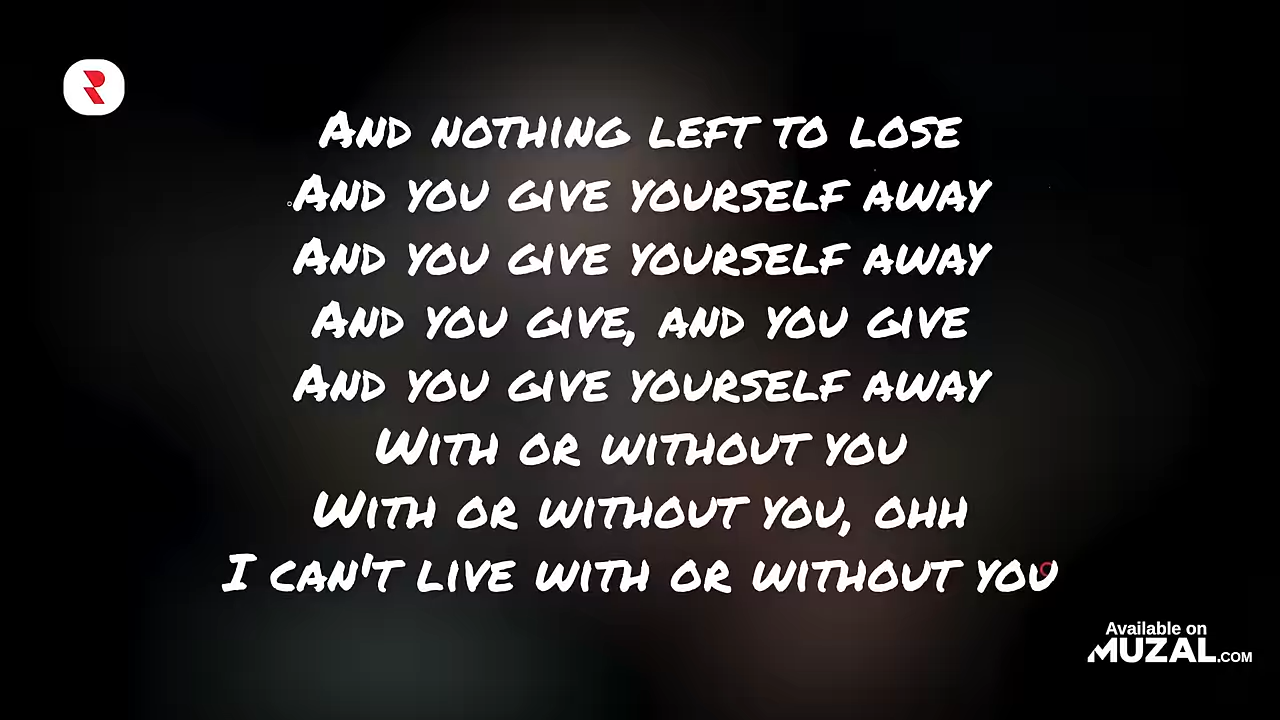 R
And nothing left to lose
And you give yourself away
And you give yourself away
And you give, and you give
And you give yourself away
With or without you
With or without you, ohh
I can't live with or without you
Available on
MUZAL.COM